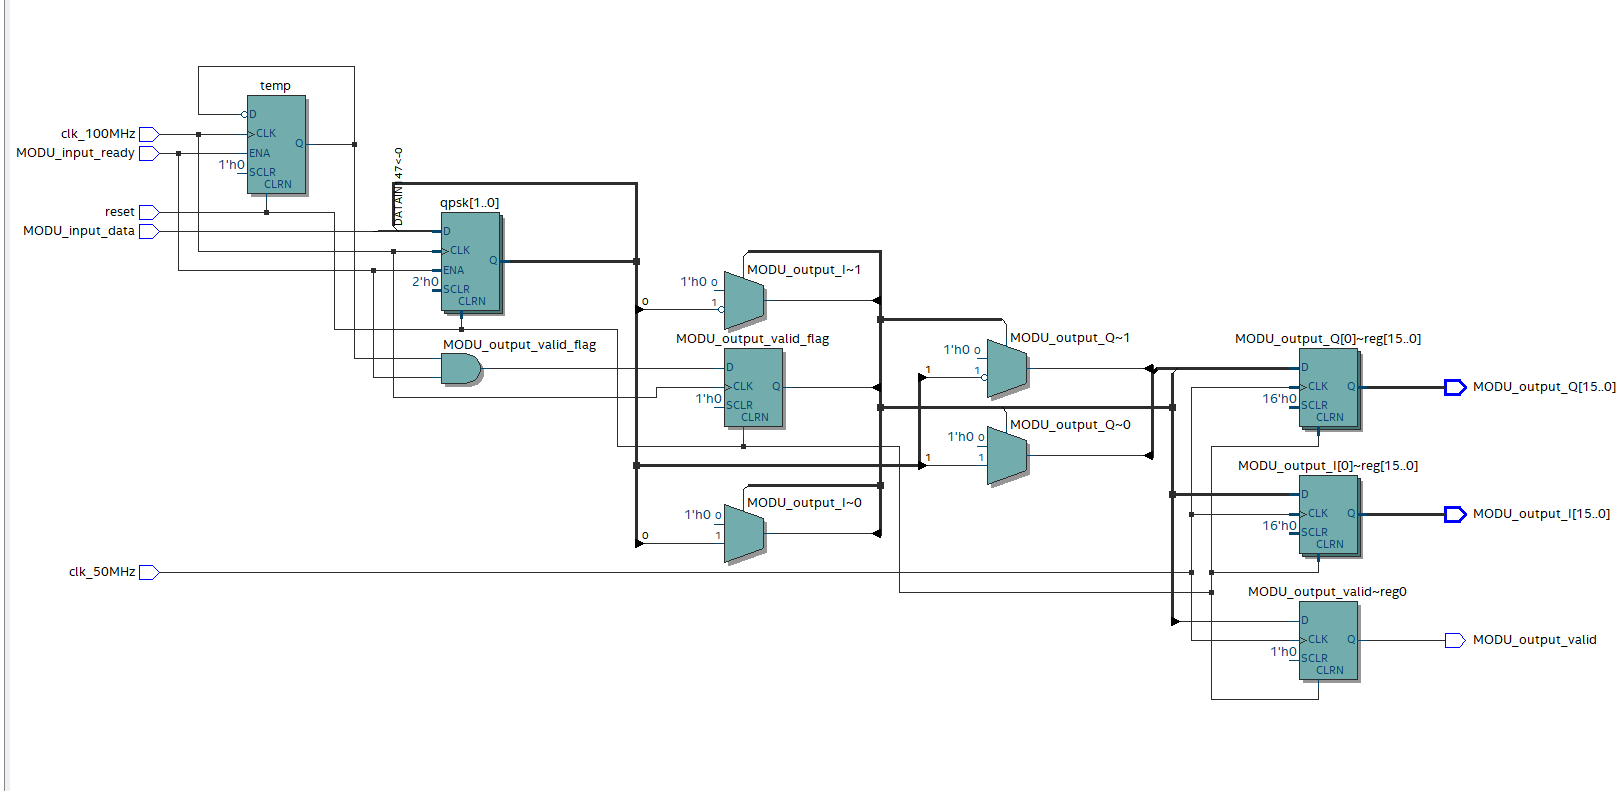 temp
D
clk_100MHz
CLK
Q
MODU_input_ready
ENA
1'h0
SCLR
CLRN
reset
MODU_input_data
qpsk[1..0]
D
CLK
Q
ENA
2'h0
SCLR
CLRN
MODU_output_I~1
1'h0 0
0
1
MODU_output_valid_flag
MODU_output_valid_flag
D
CLK
Q
1'h0
SCLR
CLRN
MODU_output_Q~1
1'h0 0
1
1
MODU_output_Q~0
1'h0 0
1
1
MODU_output_I~0
1'h0 0
0
1
MODU_output_Q[0]~reg[15..0]
D
CLK
Q
MODU_output_Q[15..0]
16'h0
SCLR
CLRN
MODU_output_I[0]~reg[15..0]
D
CLK
Q
MODU_output_I[15..0]
16'h0
SCLR
CLRN
clk_50MHz
MODU_output_valid~reg0
D
CLK
Q
MODU_output_valid
1'h0
SCLR
CLRN